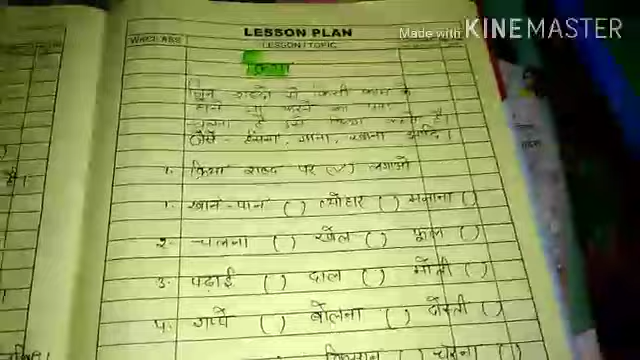 Made with KINEMASTER
LESSON PLAN
LESSON / TOPIC
क्रिया
जिन शब्दों से किसी काम के
होने या करने का पता
चलता है उसे क्रिया कहते है।
जैसे - हंसना, गाना, खाना आदि।
1. क्रिया शब्द पर (✓) लगाओ
1. खान-पान ( ) त्योहार ( ) मनाना ( )
2. चलना ( ) खेल ( ) फूल ( )
3. पढ़ाई ( ) दाल ( ) मोती ( )
4. गप्पे ( ) बोलना ( ) दोस्ती ( )
( )